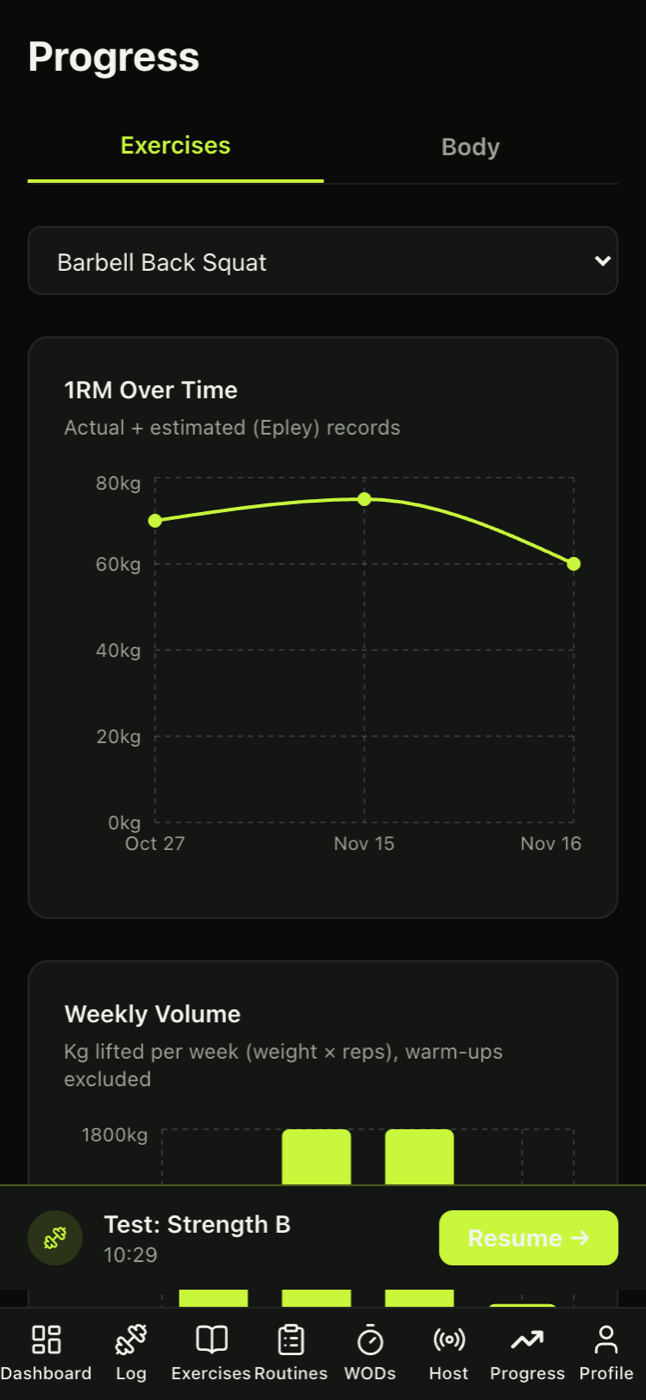 Progress
Exercises
Body
Barbell Back Squat
1RM Over Time
Actual + estimated (Epley) records
80kg
60kg
40kg
20kg
0kg
Oct 27
Nov 15
Nov 16
Weekly Volume
Kg lifted per week (weight × reps), warm-ups
excluded
1800kg
Test: Strength B
10:29
Resume →
Dashboard
Log
Exercises
Routines
WODs
Host
Progress
Profile